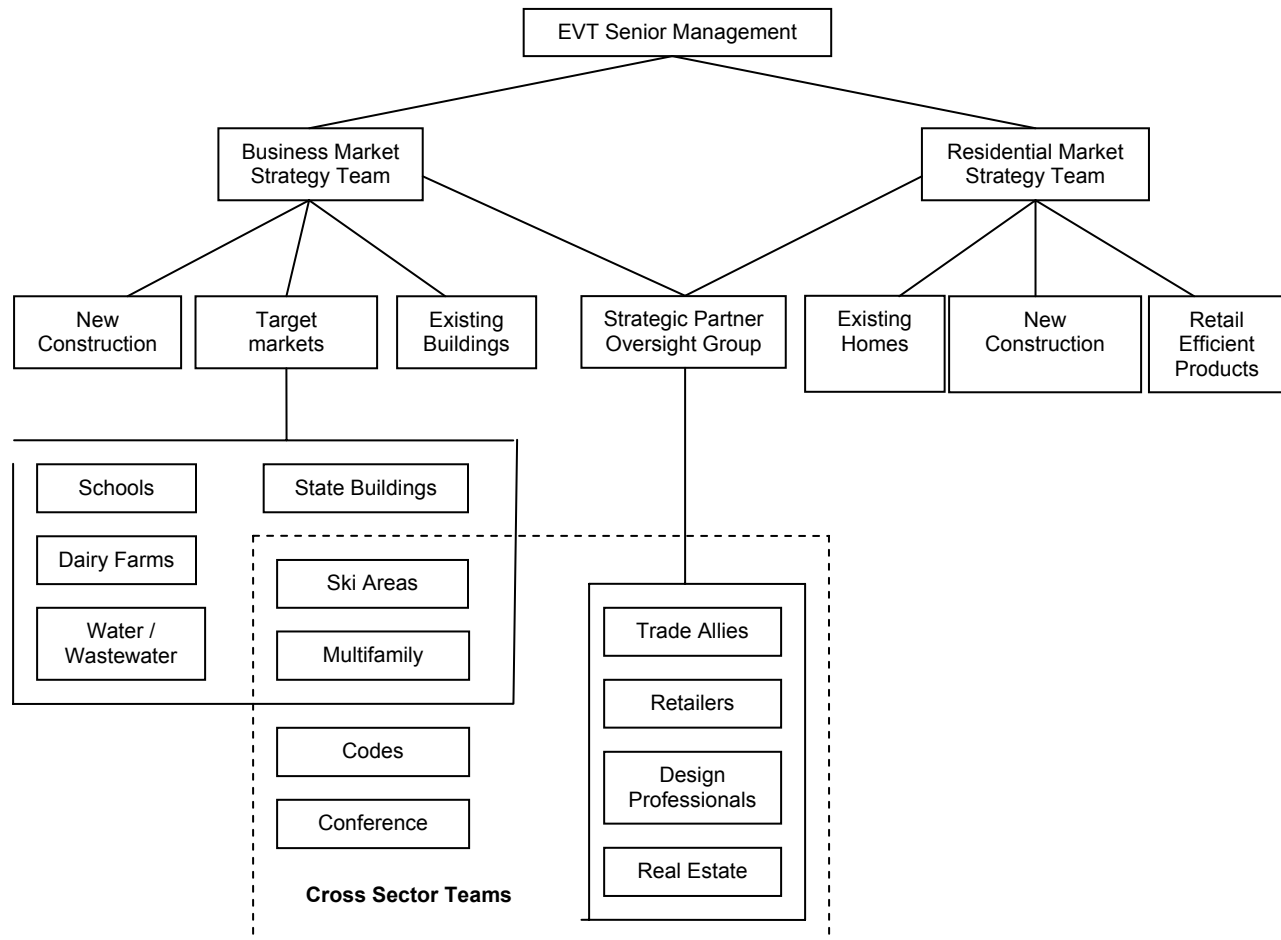 EVT Senior Management
Business Market
Strategy Team
Residential Market
Strategy Team
New
Construction
Target
markets
Existing
Buildings
Strategic Partner
Oversight Group
Existing
Homes
New
Construction
Retail
Efficient
Products
Schools
State Buildings
Dairy Farms
Ski Areas
Water /
Wastewater
Multifamily
Trade Allies
Retailers
Codes
Design
Professionals
Conference
Real Estate
Cross Sector Teams